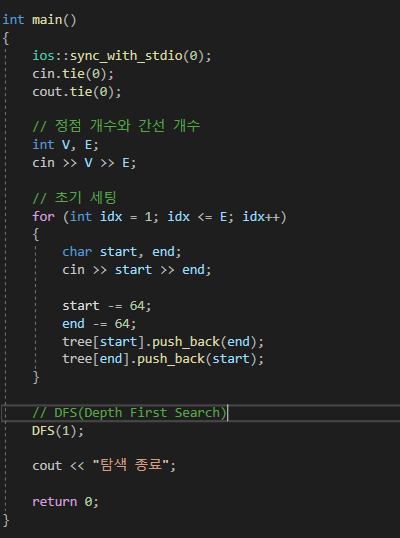 int main()
{
    ios::sync_with_stdio(0);
    cin.tie(0);
    cout.tie(0);

    // 정점 개수와 간선 개수
    int V, E;
    cin >> V >> E;

    // 초기 세팅
    for (int idx = 1; idx <= E; idx++)
    {
        char start, end;
        cin >> start >> end;

        start -= 64;
        end -= 64;
        tree[start].push_back(end);
        tree[end].push_back(start);
    }

    // DFS(Depth First Search)
    DFS(1);

    cout << "탐색 종료";

    return 0;
}